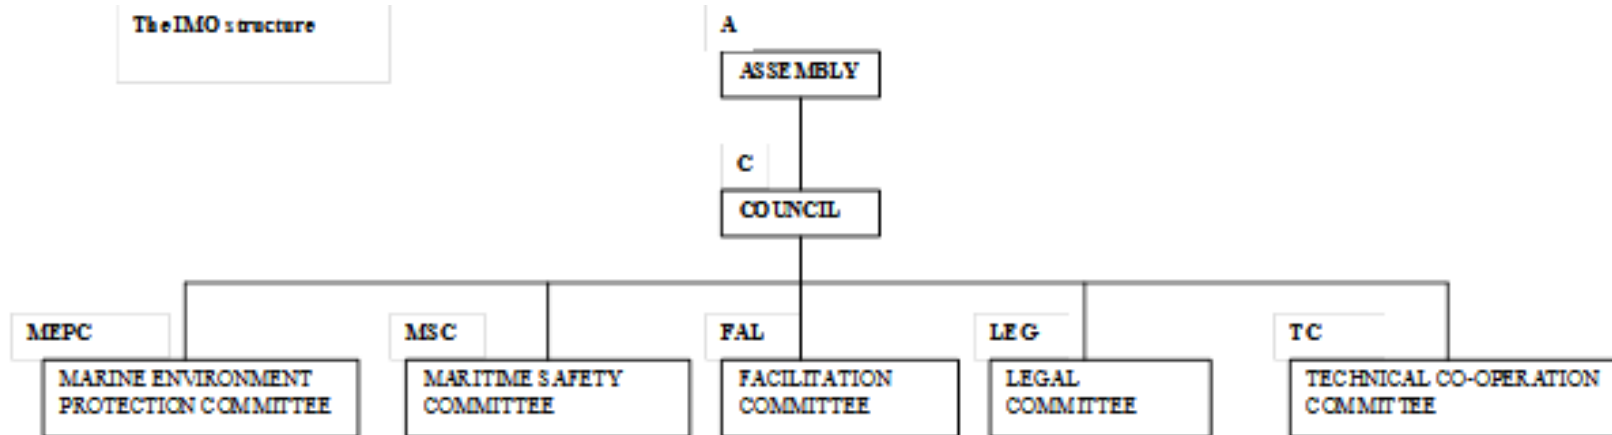 The IMO structure
A
ASSEMBLY
C
COUNCIL
MEPC
MSC
FAL
LEG
TC
MARINE ENVIRONMENT
PROTECTION COMMITTEE
MARITIME SAFETY
COMMITTEE
FACILITATION
COMMITTEE
LEGAL
COMMITTEE
TECHNICAL CO-OPERATION
COMMITTEE